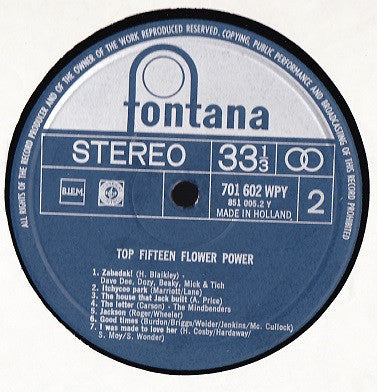 ALL RIGHTS OF THE RECORD PRODUCER AND OF THE OWNER OF THE WORK REPRODUCED RESERVED. COPYING, PUBLIC PERFORMANCE AND BROADCASTING OF THIS RECORD PROHIBITED
fontana
STEREO 33 1/3
B.I.E.M.
701 602 WPY
851 005.2 Y
MADE IN HOLLAND
2
TOP FIFTEEN FLOWER POWER
1. Zabadak! (H. Blaikley) -
Dave Dee, Dozy, Beaky, Mick & Tich
2. Itchycoo park (Marriott/Lane)
3. The house that Jack built (A. Price)
4. The letter (Carson) - The Mindbenders
5. Jackson (Roger/Wheeler)
6. Good times (Burdon/Briggs/Weider/Jenkins/Mc. Cullock)
7. I was made to love her (H. Cosby/Hardaway/
S. Moy/S. Wonder)